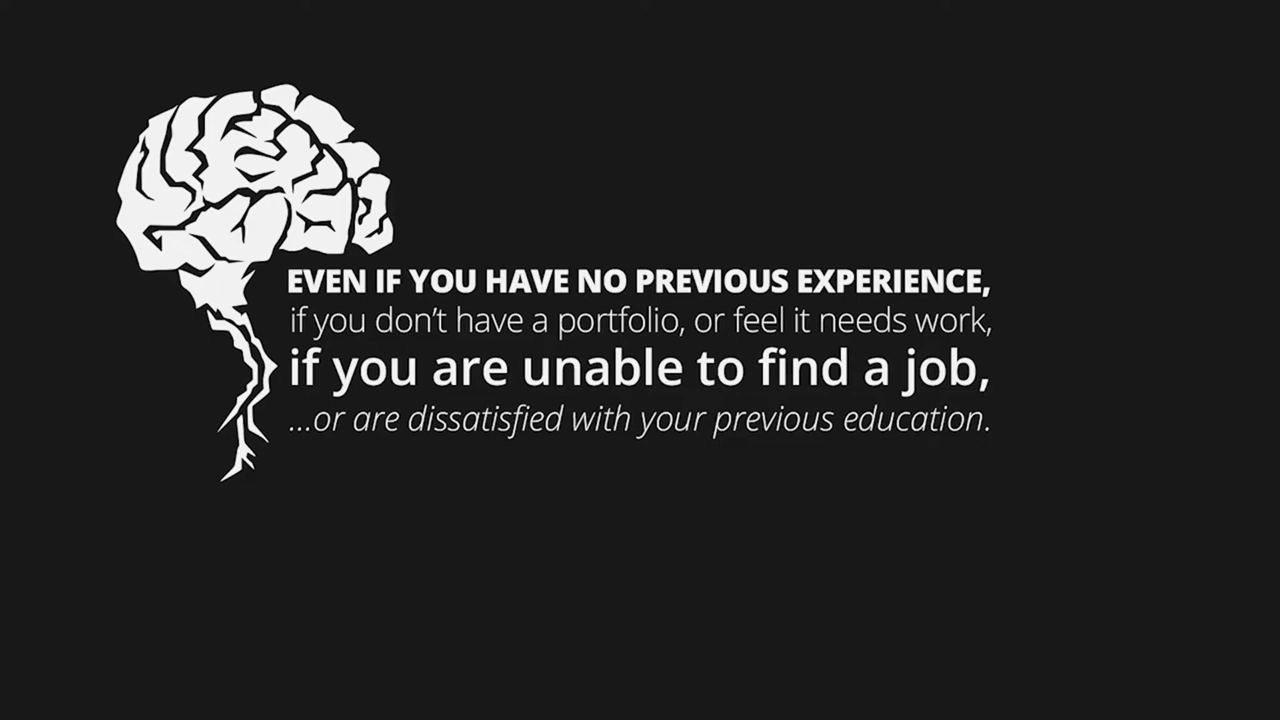 EVEN IF YOU HAVE NO PREVIOUS EXPERIENCE,
if you don't have a portfolio, or feel it needs work,
if you are unable to find a job,
...or are dissatisfied with your previous education.